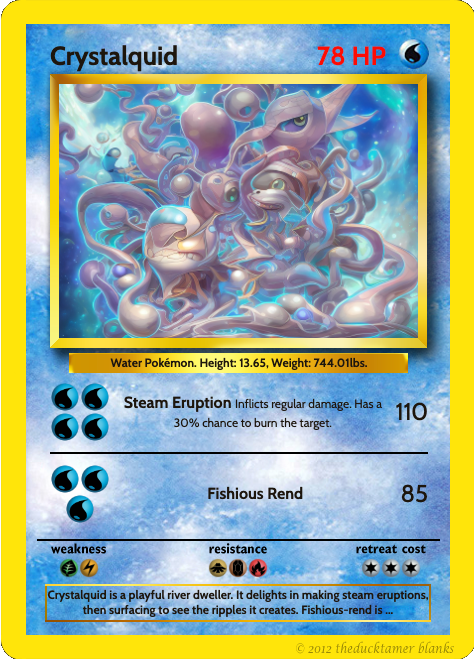 Crystalquid 78 HP
Water Pokémon. Height: 13.65, Weight: 744.01lbs.
Steam Eruption Inflicts regular damage. Has a
30% chance to burn the target.
110
Fishious Rend 85
weakness resistance retreat cost
Crystalquid is a playful river dweller. It delights in making steam eruptions,
then surfacing to see the ripples it creates. Fishious-rend is ...
© 2012 theducktamer blanks